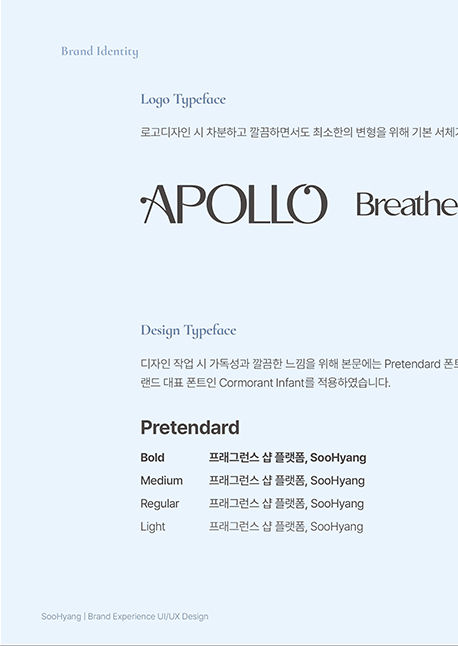 Brand Identity
Logo Typeface
로고디자인 시 차분하고 깔끔하면서도 최소한의 변형을 위해 기본 서체
APOLLO Breathe
Design Typeface
디자인 작업 시 가독성과 깔끔한 느낌을 위해 본문에는 Pretendard 폰트
랜드 대표 폰트인 Cormorant Infant를 적용하였습니다.
Pretendard
Bold 프래그런스 샵 플랫폼, SooHyang
Medium 프래그런스 샵 플랫폼, SooHyang
Regular 프래그런스 샵 플랫폼, SooHyang
Light 프래그런스 샵 플랫폼, SooHyang
SooHyang | Brand Experience UI/UX Design